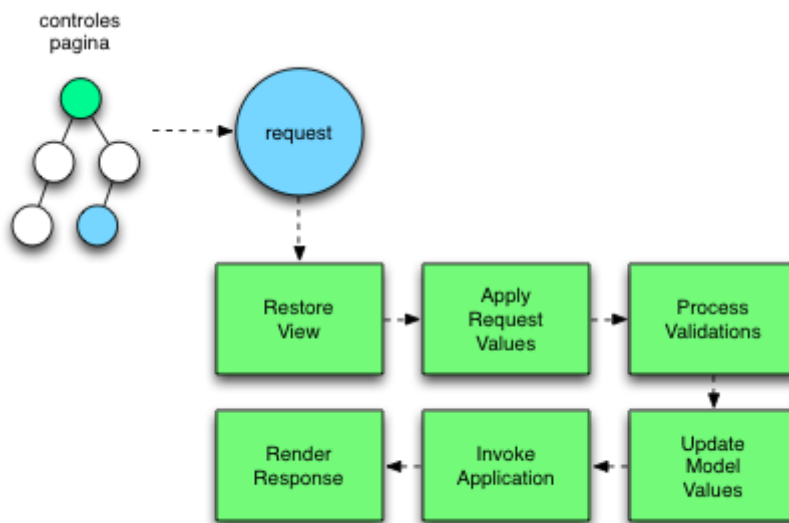 controles
pagina
request
Restore
View
Apply
Request
Values
Process
Validations
Render
Response
Invoke
Application
Update
Model
Values